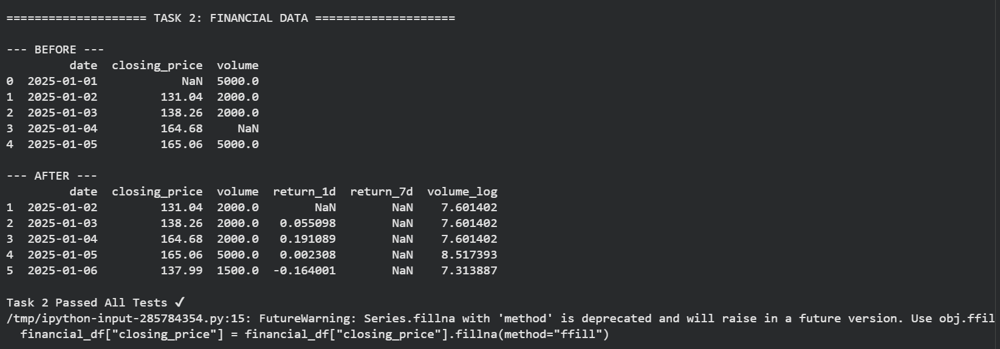 ==================== TASK 2: FINANCIAL DATA ====================
--- BEFORE ---
date closing_price volume
0 2025-01-01 NaN 5000.0
1 2025-01-02 131.04 2000.0
2 2025-01-03 138.26 2000.0
3 2025-01-04 164.68 NaN
4 2025-01-05 165.06 5000.0
--- AFTER ---
date closing_price volume return_1d return_7d volume_log
1 2025-01-02 131.04 2000.0 NaN NaN 7.601402
2 2025-01-03 138.26 2000.0 0.055098 NaN 7.601402
3 2025-01-04 164.68 2000.0 0.191089 NaN 7.601402
4 2025-01-05 165.06 5000.0 0.002308 NaN 8.517393
5 2025-01-06 137.99 1500.0 -0.164001 NaN 7.313887
Task 2 Passed All Tests ✔
/tmp/ipython-input-285784354.py:15: FutureWarning: Series.fillna with 'method' is deprecated and will raise in a future version. Use obj.ffil
financial_df["closing_price"] = financial_df["closing_price"].fillna(method="ffill")